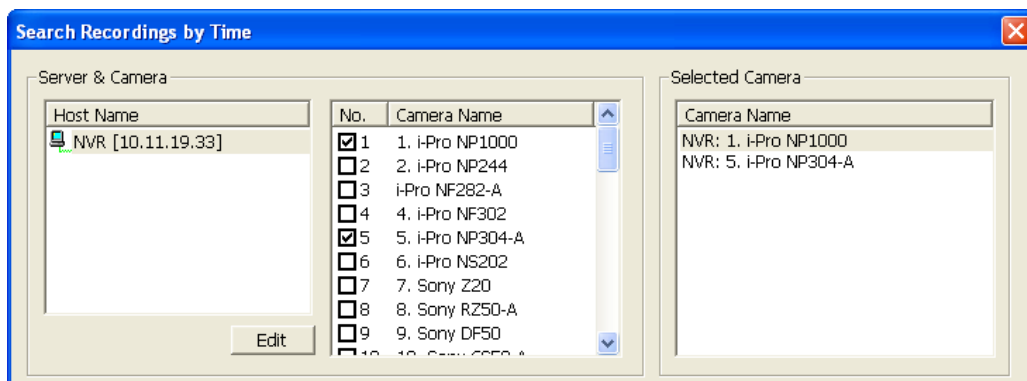 Search Recordings by Time
Server & Camera
Host Name
NVR [10.11.19.33]
Edit
No. Camera Name
1 1. i-Pro NP1000
2 2. i-Pro NP244
3 i-Pro NF282-A
4 4. i-Pro NF302
5 5. i-Pro NP304-A
6 6. i-Pro NS202
7 7. Sony Z20
8 8. Sony RZ50-A
9 9. Sony DF50
Selected Camera
Camera Name
NVR: 1. i-Pro NP1000
NVR: 5. i-Pro NP304-A